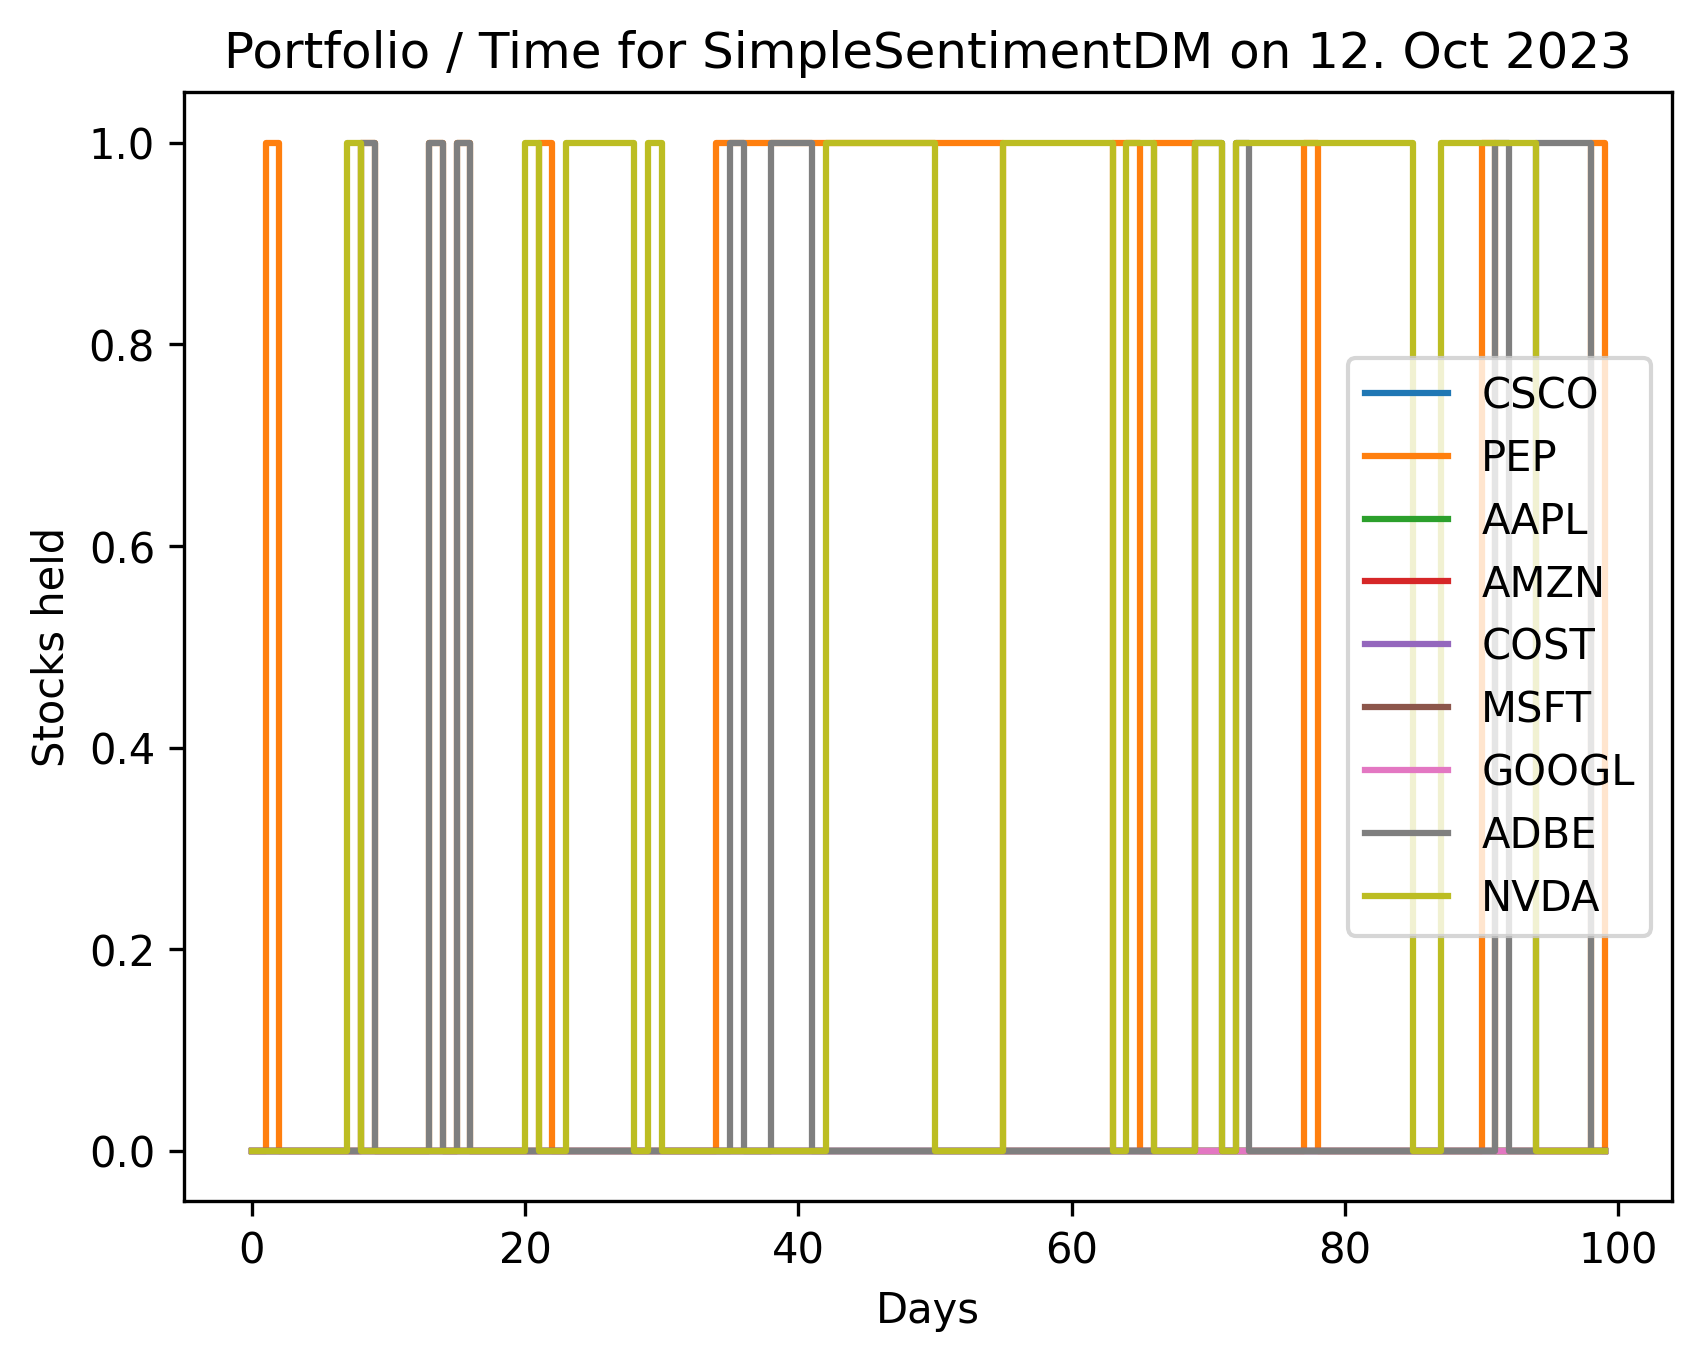 Portfolio / Time for SimpleSentimentDM on 12. Oct 2023
1.0
0.8
0.6
0.4
0.2
0.0
Stocks held
CSCO
PEP
AAPL
AMZN
COST
MSFT
GOOGL
ADBE
NVDA
0 20 40 60 80 100
Days